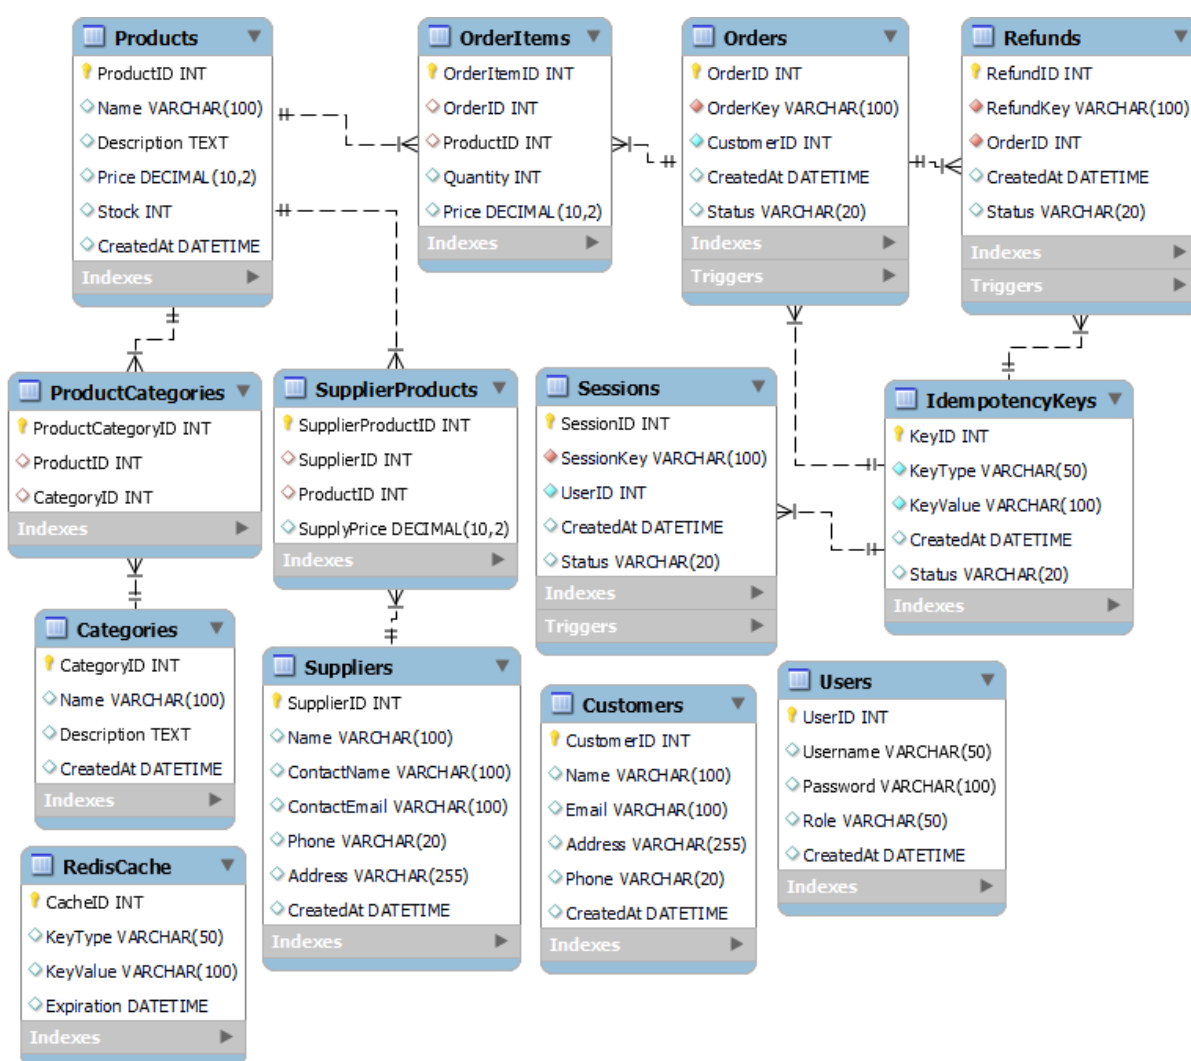 Products
ProductID INT
Name VARCHAR(100)
Description TEXT
Price DECIMAL(10,2)
Stock INT
CreatedAt DATETIME
Indexes
OrderItems
OrderItemID INT
OrderID INT
ProductID INT
Quantity INT
Price DECIMAL(10,2)
Indexes
Orders
OrderID INT
OrderKey VARCHAR(100)
CustomerID INT
CreatedAt DATETIME
Status VARCHAR(20)
Indexes
Triggers
Refunds
RefundID INT
RefundKey VARCHAR(100)
OrderID INT
CreatedAt DATETIME
Status VARCHAR(20)
Indexes
Triggers
ProductCategories
ProductCategoryID INT
ProductID INT
CategoryID INT
Indexes
SupplierProducts
SupplierProductID INT
SupplierID INT
ProductID INT
SupplyPrice DECIMAL(10,2)
Indexes
Sessions
SessionID INT
SessionKey VARCHAR(100)
UserID INT
CreatedAt DATETIME
Status VARCHAR(20)
Indexes
Triggers
IdempotencyKeys
KeyID INT
KeyType VARCHAR(50)
KeyValue VARCHAR(100)
CreatedAt DATETIME
Status VARCHAR(20)
Indexes
Categories
CategoryID INT
Name VARCHAR(100)
Description TEXT
CreatedAt DATETIME
Indexes
Suppliers
SupplierID INT
Name VARCHAR(100)
ContactName VARCHAR(100)
ContactEmail VARCHAR(100)
Phone VARCHAR(20)
Address VARCHAR(255)
CreatedAt DATETIME
Indexes
Customers
CustomerID INT
Name VARCHAR(100)
Email VARCHAR(100)
Address VARCHAR(255)
Phone VARCHAR(20)
CreatedAt DATETIME
Indexes
Users
UserID INT
Username VARCHAR(50)
Password VARCHAR(100)
Role VARCHAR(50)
CreatedAt DATETIME
Indexes
RedisCache
CacheID INT
KeyType VARCHAR(50)
KeyValue VARCHAR(100)
Expiration DATETIME
Indexes